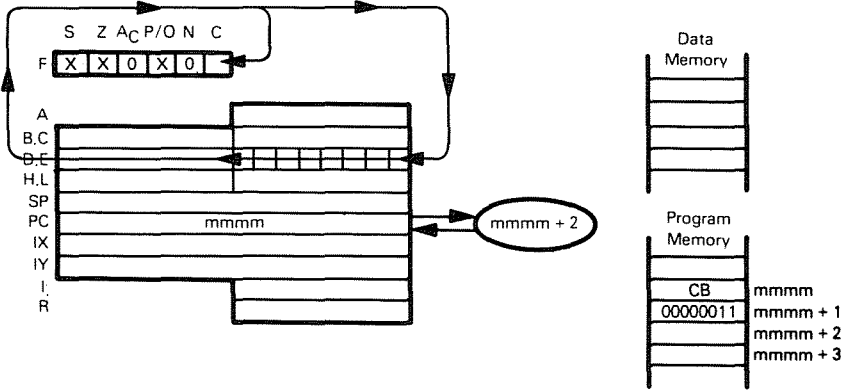 S Z AC P/O N C
F X X 0 X 0
Data
Memory
A
B,C
D,E
H,L
SP
PC mmmm mmmm + 2
IX
IY
I
R
Program
Memory
CB mmmm
00000011 mmmm + 1
mmmm + 2
mmmm + 3